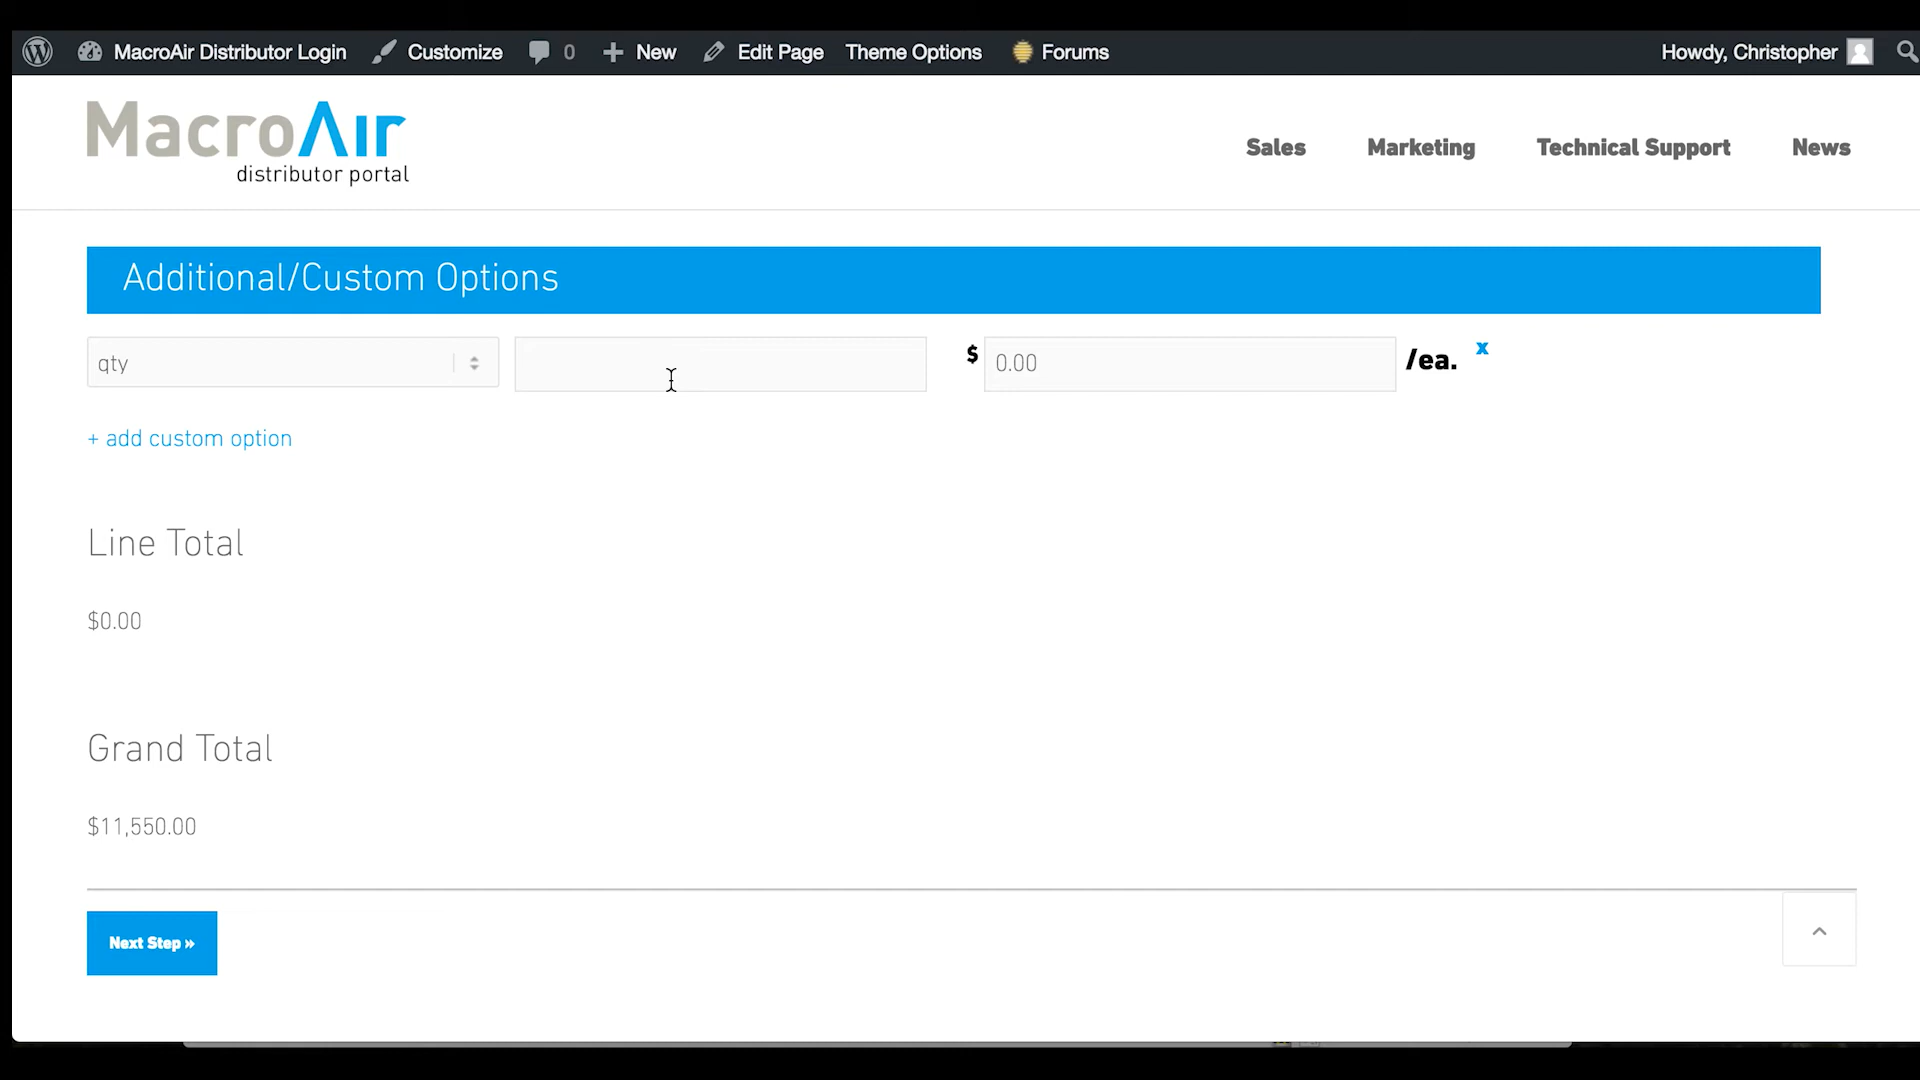 MacroAir Distributor Login Customize 0 New Edit Page Theme Options Forums Howdy, Christopher
MacroAir
distributor portal
Sales Marketing Technical Support News
Additional/Custom Options
qty $ 0.00 /ea. x
+ add custom option
Line Total
$0.00
Grand Total
$11,550.00
Next Step »